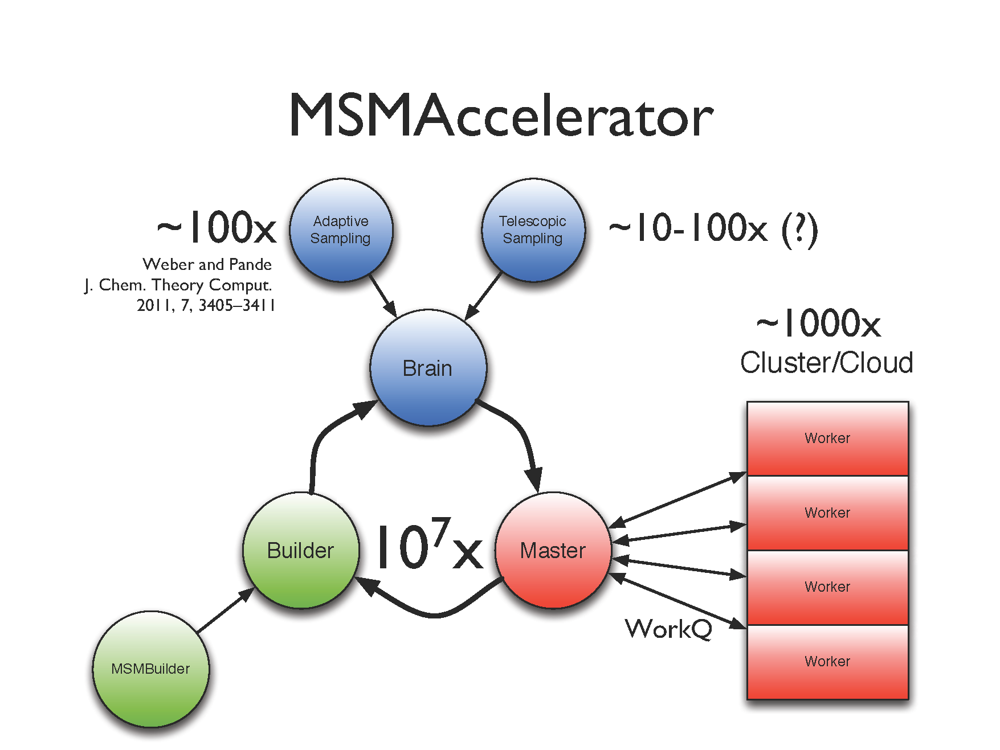 MSMAccelerator
~100x
Adaptive
Sampling
Telescopic
Sampling
~10-100x (?)
Weber and Pande
J. Chem. Theory Comput.
2011, 7, 3405–3411
~1000x
Cluster/Cloud
Brain
Worker
Worker
Worker
Worker
Builder
10⁷x
Master
WorkQ
MSMBuilder